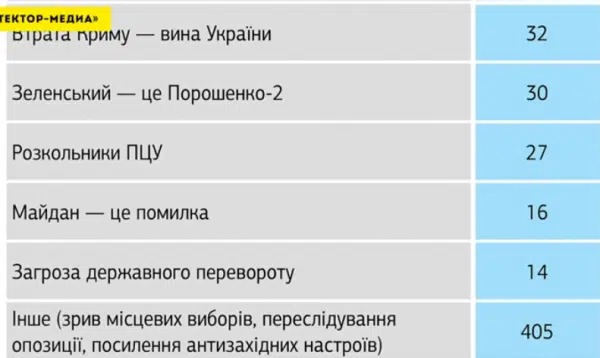 ТЕКТОР-МЕДИА»
Втрата Криму — вина України
32
Зеленський — це Порошенко-2
30
Розкольники ПЦУ
27
Майдан — це помилка
16
Загроза державного перевороту
14
Інше (зрив місцевих виборів, переслідування
опозиції, посилення антизахідних настроїв)
405